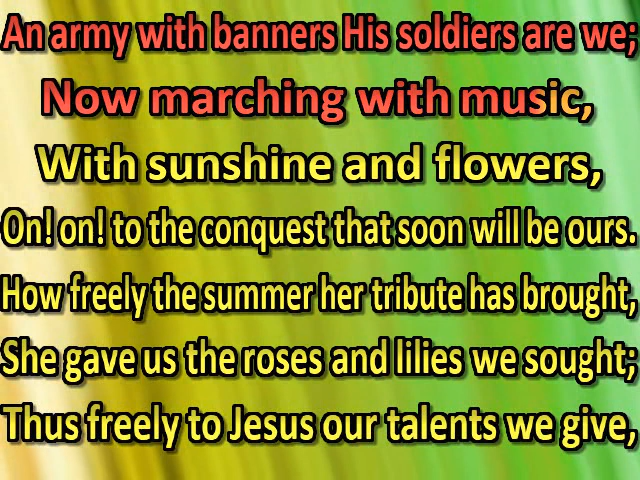 An army with banners His soldiers are we;
Now marching with music,
With sunshine and flowers,
On! on! to the conquest that soon will be ours.
How freely the summer her tribute has brought,
She gave us the roses and lilies we sought;
Thus freely to Jesus our talents we give,